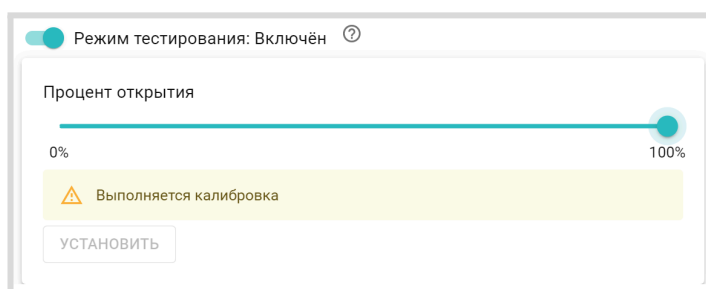 Режим тестирования: Включён ?
Процент открытия
0% 100%
Выполняется калибровка
УСТАНОВИТЬ